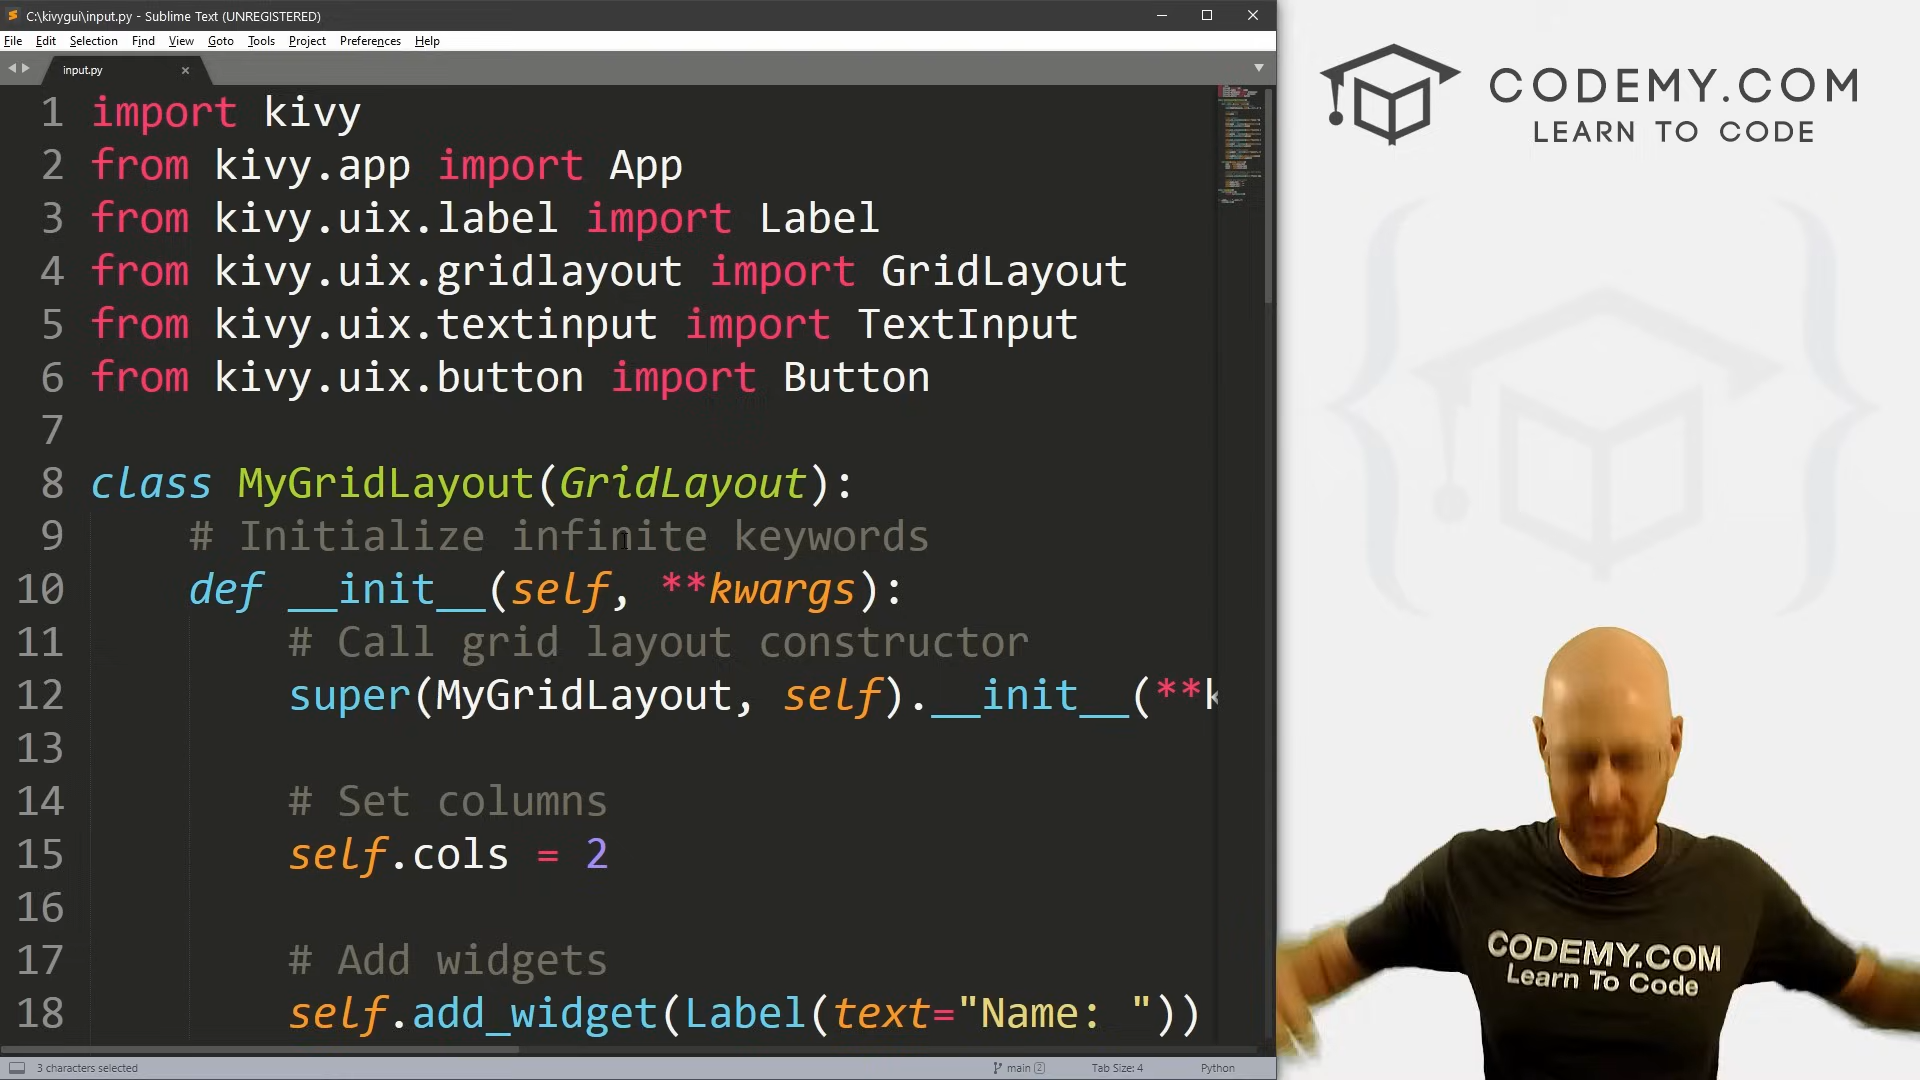 C:\kivygui\input.py - Sublime Text (UNREGISTERED)
File Edit Selection Find View Goto Tools Project Preferences Help
input.py
1 import kivy
2 from kivy.app import App
3 from kivy.uix.label import Label
4 from kivy.uix.gridlayout import GridLayout
5 from kivy.uix.textinput import TextInput
6 from kivy.uix.button import Button
7
8 class MyGridLayout(GridLayout):
9 # Initialize infinite keywords
10 def __init__(self, **kwargs):
11 # Call grid layout constructor
12 super(MyGridLayout, self).__init__(**k
13
14 # Set columns
15 self.cols = 2
16
17 # Add widgets
18 self.add_widget(Label(text="Name: "))
3 characters selected
main 2
Tab Size: 4
Python
CODEMY.COM
LEARN TO CODE
CODEMY.COM
Learn To Code